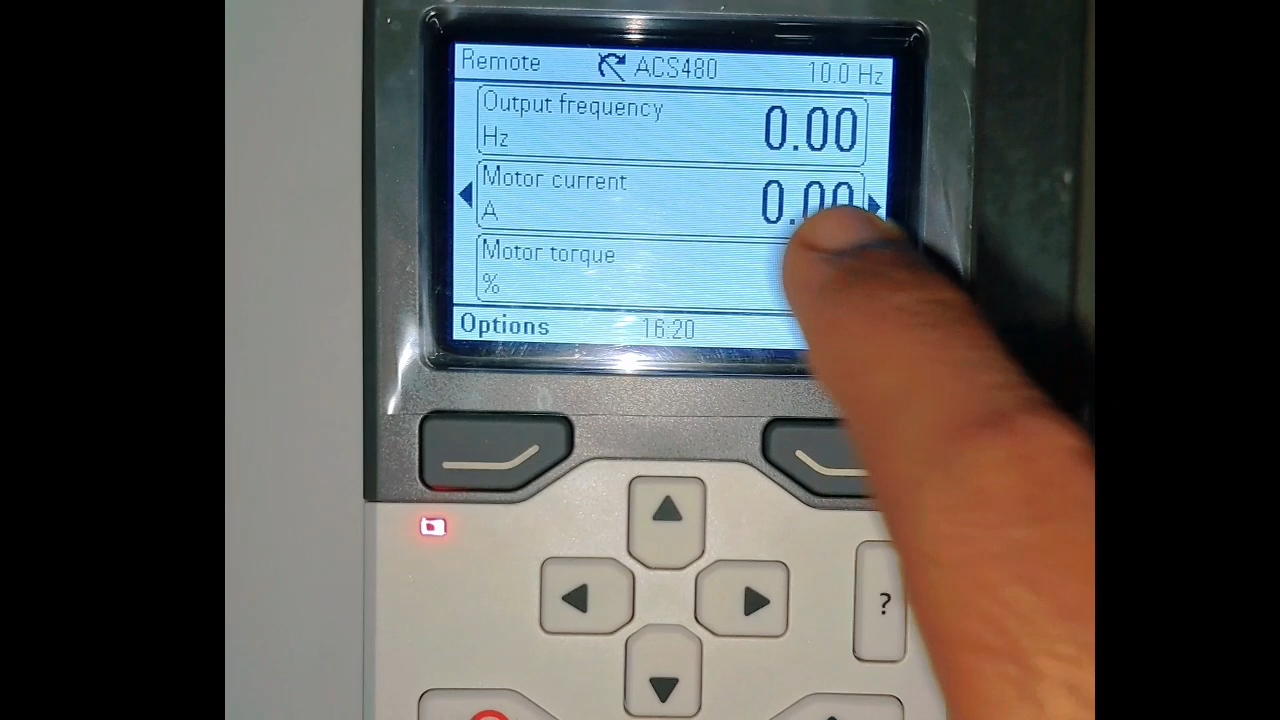 Remote ACS480 10.0 Hz
Output frequency
Hz 0.00
Motor current
A 0.00
Motor torque
%
Options 16:20
?